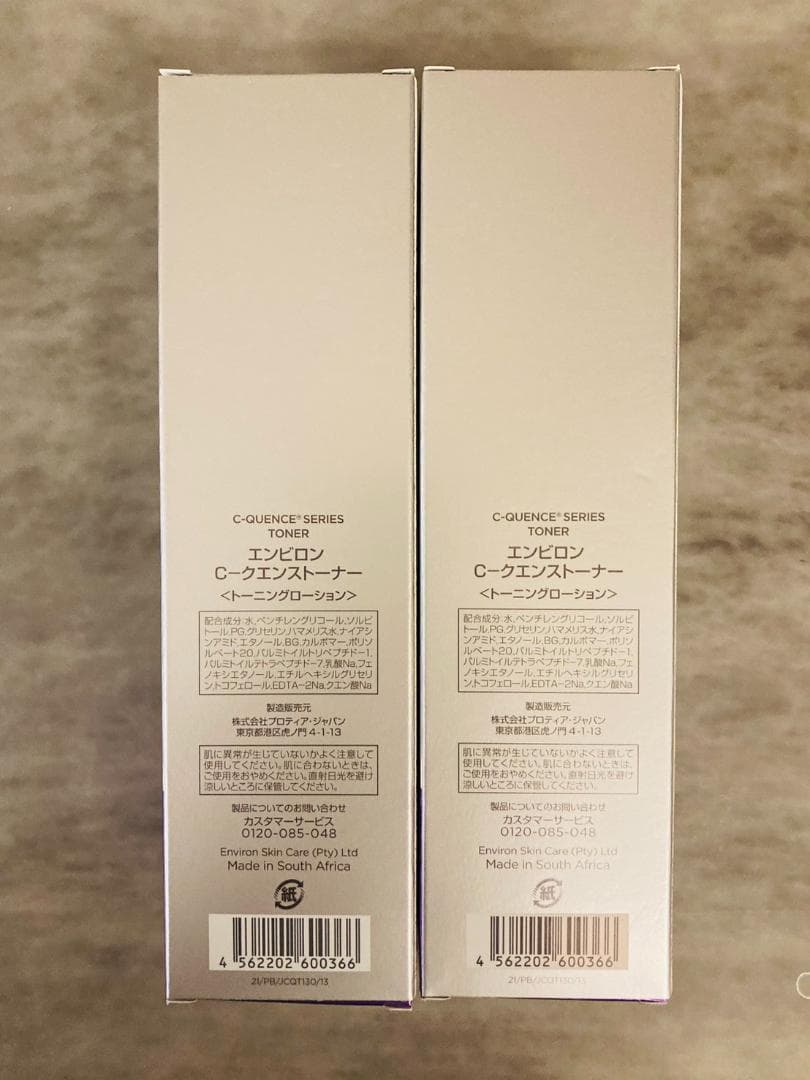 C-QUENCE® SERIES
TONER
エンビロン
C−クエンストーナー
<トーニングローション>
配合成分:水,ペンチレングリコール,ソルビ
トール,PG,グリセリン,ハマメリス水,ナイアシ
ンアミド,エタノール,BG,カルボマー,ポリソ
ルベート20,パルミトイルトリペプチド−1,
パルミトイルテトラペプチド−7,乳酸Na,フェ
ノキシエタノール,エチルヘキシルグリセリ
ン,トコフェロール,EDTA−2Na,クエン酸Na
製造販売元
株式会社プロティア・ジャパン
東京都港区虎ノ門4-1-13
肌に異常が生じていないかよく注意して
使用してください。肌に合わないときは、
ご使用をおやめください。直射日光を避け
涼しいところに保管してください。
製品についてのお問い合わせ
カスタマーサービス
0120-085-048
Environ Skin Care (Pty) Ltd
Made in South Africa
紙
4 562202 600366
21/PB/JCQT130/13
C-QUENCE® SERIES
TONER
エンビロン
C−クエンストーナー
<トーニングローション>
配合成分:水,ペンチレングリコール,ソルビ
トール,PG,グリセリン,ハマメリス水,ナイアシ
ンアミド,エタノール,BG,カルボマー,ポリソ
ルベート20,パルミトイルトリペプチド−1,
パルミトイルテトラペプチド−7,乳酸Na,フェ
ノキシエタノール,エチルヘキシルグリセリ
ン,トコフェロール,EDTA−2Na,クエン酸Na
製造販売元
株式会社プロティア・ジャパン
東京都港区虎ノ門4-1-13
肌に異常が生じていないかよく注意して
使用してください。肌に合わないときは、
ご使用をおやめください。直射日光を避け
涼しいところに保管してください。
製品についてのお問い合わせ
カスタマーサービス
0120-085-048
Environ Skin Care (Pty) Ltd
Made in South Africa
紙
4 562202 600366
21/PB/JCQT130/13